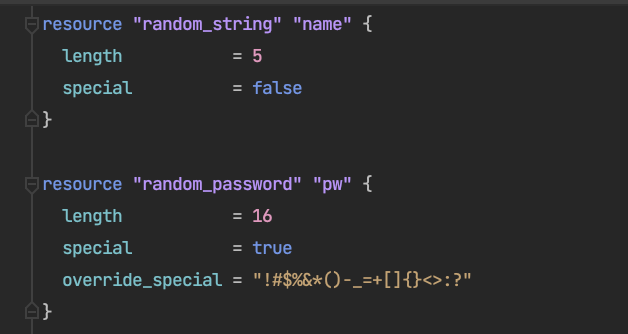 resource "random_string" "name" {
  length           = 5
  special          = false
}

resource "random_password" "pw" {
  length           = 16
  special          = true
  override_special = "!#$%&*()-_=+[]{}<>:?"
}